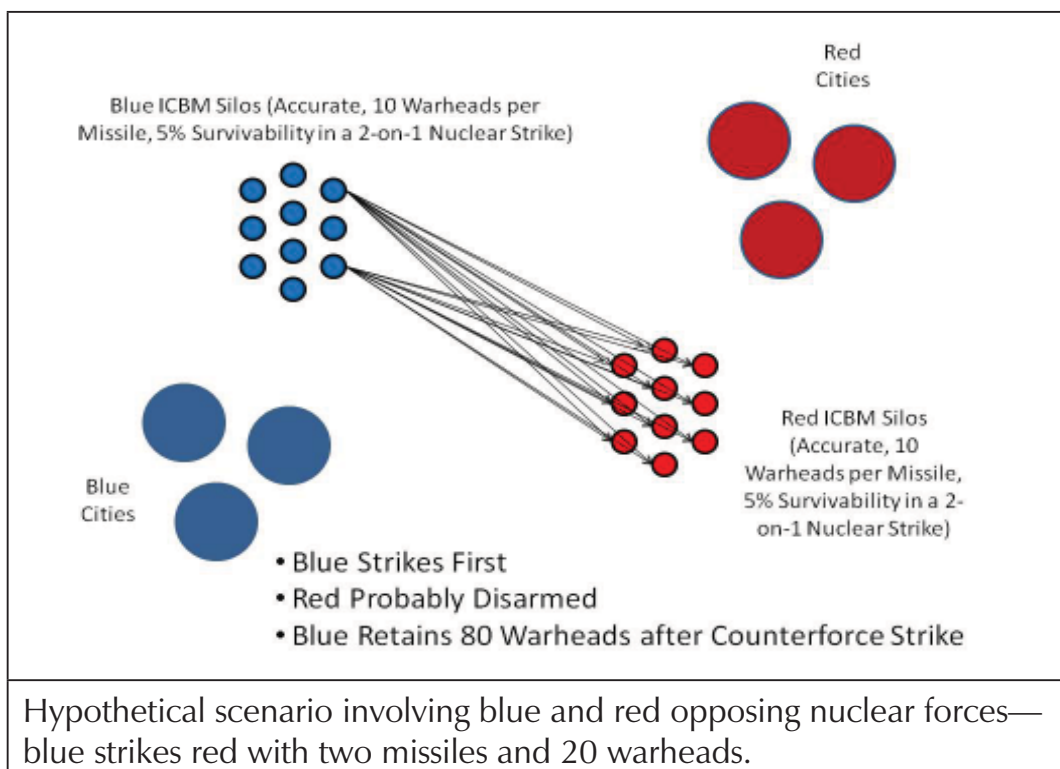 Red
Cities
Blue ICBM Silos (Accurate, 10 Warheads per
Missile, 5% Survivability in a 2-on-1 Nuclear Strike)
Red ICBM Silos
(Accurate, 10
Warheads per Missile,
5% Survivability in a 2-
on-1 Nuclear Strike)
Blue
Cities
• Blue Strikes First
• Red Probably Disarmed
• Blue Retains 80 Warheads after Counterforce Strike
Hypothetical scenario involving blue and red opposing nuclear forces—
blue strikes red with two missiles and 20 warheads.